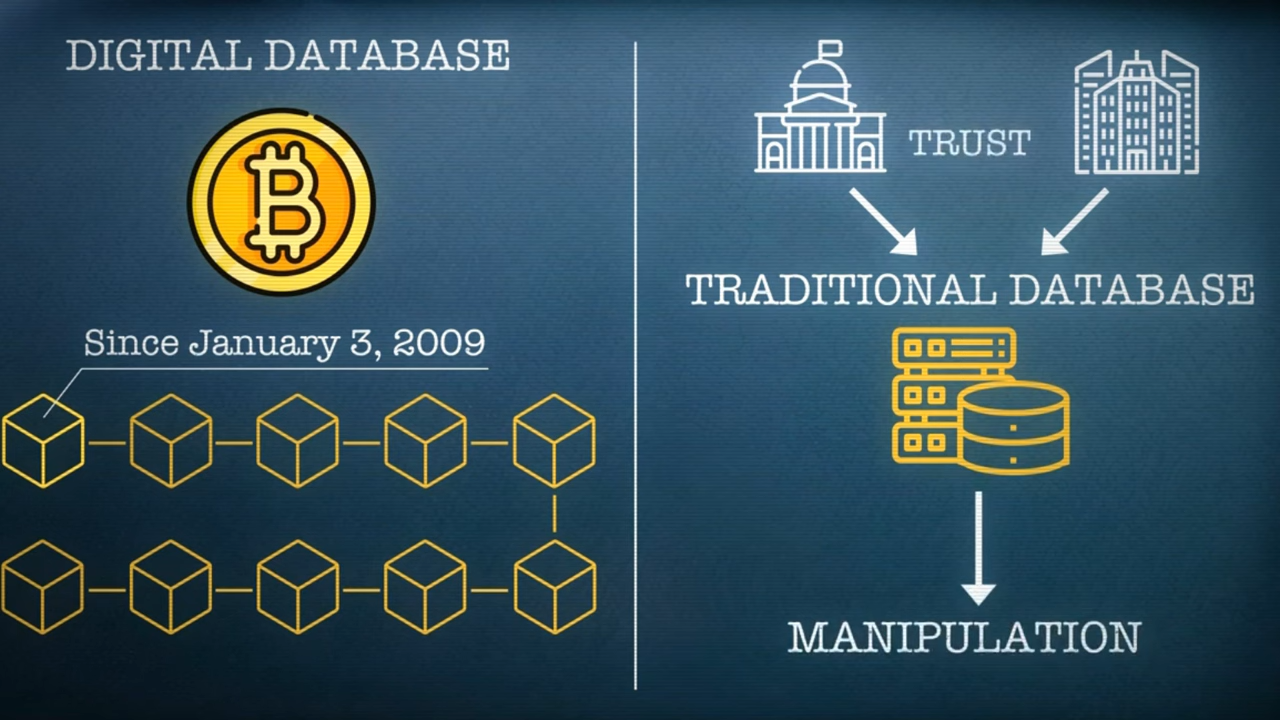 DIGITAL DATABASE
Since January 3, 2009
TRUST
TRADITIONAL DATABASE
MANIPULATION